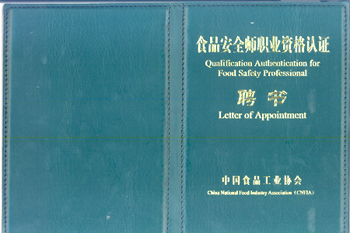 食品安全师职业资格认证
Qualification Authentication for
Food Safety Professional
聘书
Letter of Appointment
中国食品工业协会
China National Food Industry Association (CNFIA)